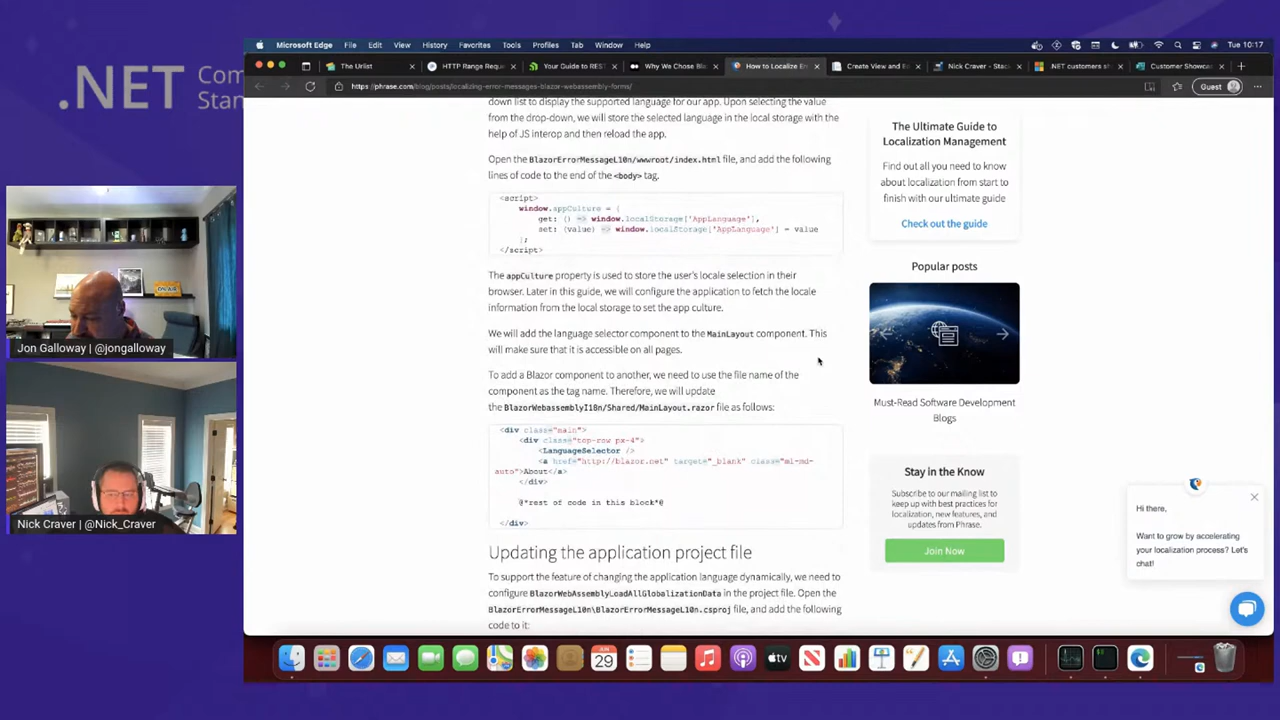 .NET Com
Stan
Microsoft Edge File Edit View History Favorites Tools Profiles Tab Window Help
Tue 10:17
The Urlist
HTTP Range Reque
Your Guide to REST
Why We Chose Bla
How to Localize Er
Create View and E
Nick Craver - Stac
.NET customers sh
Customer Showcas
https://phrase.com/blog/posts/localizing-error-messages-blazor-webassembly-forms/
Guest
down list to display the supported language for our app. Upon selecting the value
from the drop-down, we will store the selected language in the local storage with the
help of JS interop and then reload the app.
Open the BlazorErrorMessageL10n/wwwroot/index.html file, and add the following
lines of code to the end of the <body> tag.
<script>
window.appCulture = {
get: () => window.localStorage['AppLanguage'],
set: (value) => window.localStorage['AppLanguage'] = value
};
</script>
The appCulture property is used to store the user's locale selection in their
browser. Later in this guide, we will configure the application to fetch the locale
information from the local storage to set the app culture.
We will add the language selector component to the MainLayout component. This
will make sure that it is accessible on all pages.
To add a Blazor component to another, we need to use the file name of the
component as the tag name. Therefore, we will update
the BlazorWebassemblyI18n/Shared/MainLayout.razor file as follows:
<div class="main">
<div class="top-row px-4">
<LanguageSelector />
<a href="http://blazor.net" target="_blank" class="ml-md-
auto">About</a>
</div>
@*rest of code in this block*@
</div>
Updating the application project file
To support the feature of changing the application language dynamically, we need to
configure BlazorWebAssemblyLoadAllGlobalizationData in the project file. Open the
BlazorErrorMessageL10n\BlazorErrorMessageL10n.csproj file, and add the following
code to it:
The Ultimate Guide to
Localization Management
Find out all you need to know
about localization from start to
finish with our ultimate guide
Check out the guide
Popular posts
Must-Read Software Development
Blogs
Stay in the Know
Subscribe to our mailing list to
keep up with best practices for
localization, new features, and
updates from Phrase.
Join Now
Hi there,
Want to grow by accelerating
your localization process? Let's
chat!
ON AIR
Jon Galloway | @jongalloway
Nick Craver | @Nick_Craver
JUN
29
tv